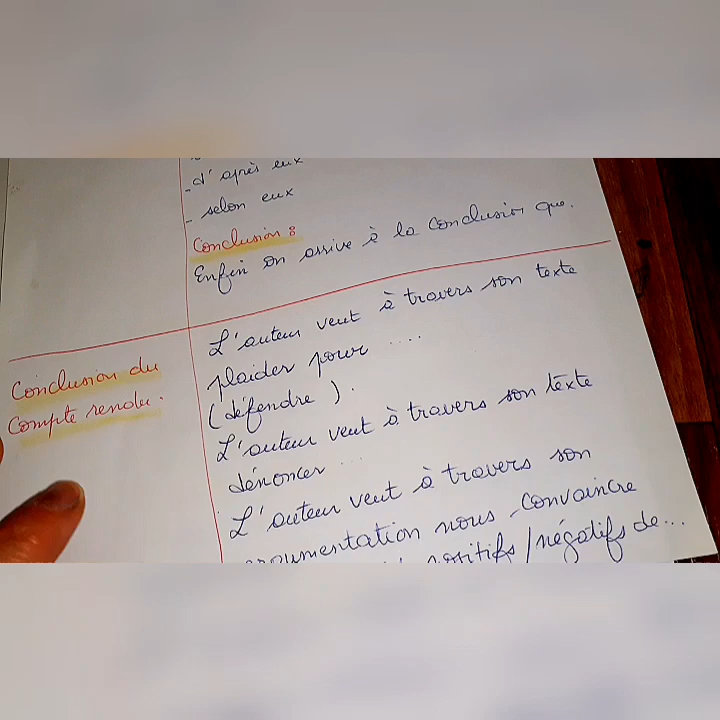 - d'après eux
- selon eux
Conclusion :
Enfin on arrive à la conclusion que.
Conclusion du
Compte rendu.
L'auteur veut à travers son texte
plaider pour ....
(défendre).
L'auteur veut à travers son texte
dénoncer ...
L'auteur veut à travers son
argumentation nous convaincre
positifs / négatifs de...